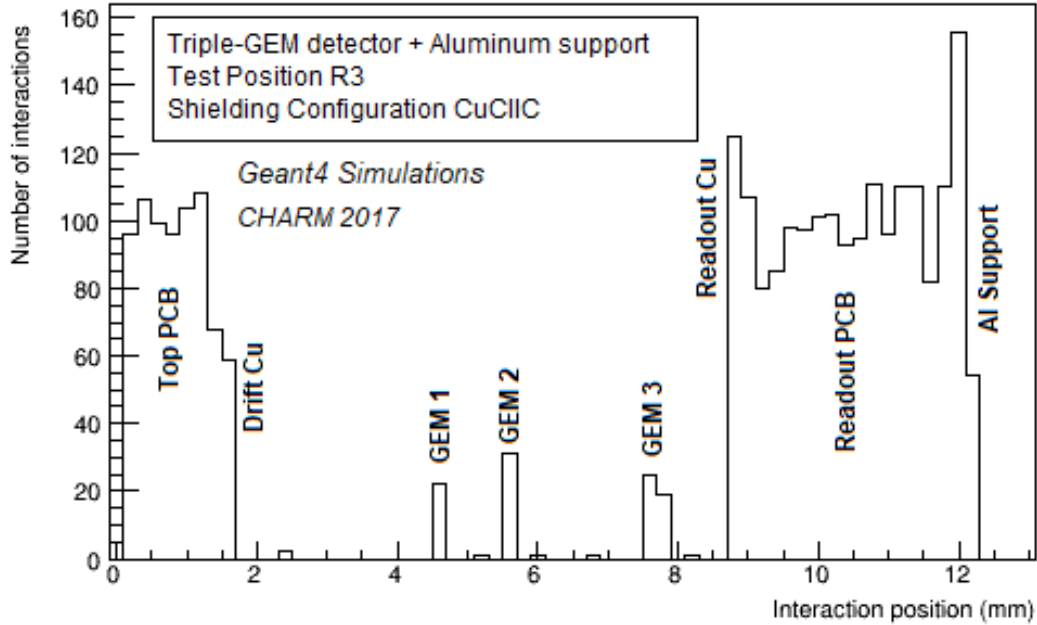 Number of interactions
160
140
120
100
80
60
40
20
0
Triple-GEM detector + Aluminum support
Test Position R3
Shielding Configuration CuCIIC
Geant4 Simulations
CHARM 2017
Top PCB
Drift Cu
GEM 1
GEM 2
GEM 3
Readout Cu
Readout PCB
Al Support
0 2 4 6 8 10 12
Interaction position (mm)